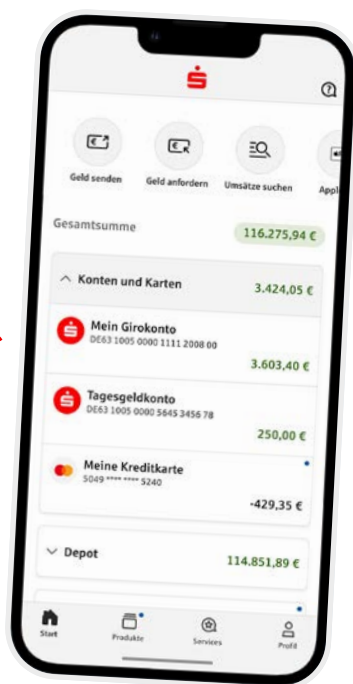 Geld senden
Geld anfordern
Umsätze suchen
Gesamtsumme
116.275,94 €
Konten und Karten
3.424,05 €
Mein Girokonto
DE63 1005 0000 1111 2008 00
3.603,40 €
Tagesgeldkonto
DE63 1005 0000 5645 3456 78
250,00 €
Meine Kreditkarte
5049 **** **** 5240
-429,35 €
Depot
114.851,89 €
Start
Produkte
Services
Profil